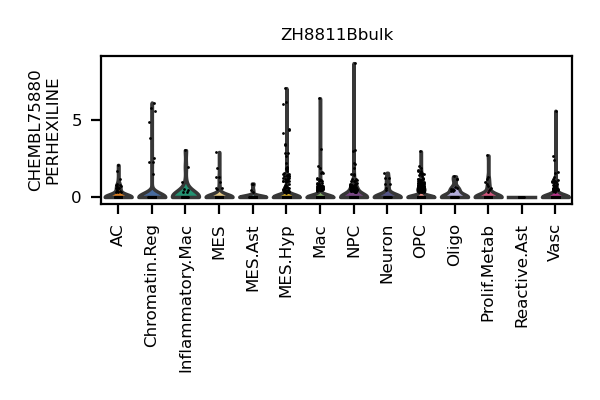 ZH8811Bbulk
CHEMBL75880
PERHEXILINE
5
0
AC
Chromatin.Reg
Inflammatory.Mac
MES
MES.Ast
MES.Hyp
Mac
NPC
Neuron
OPC
Oligo
Prolif.Metab
Reactive.Ast
Vasc